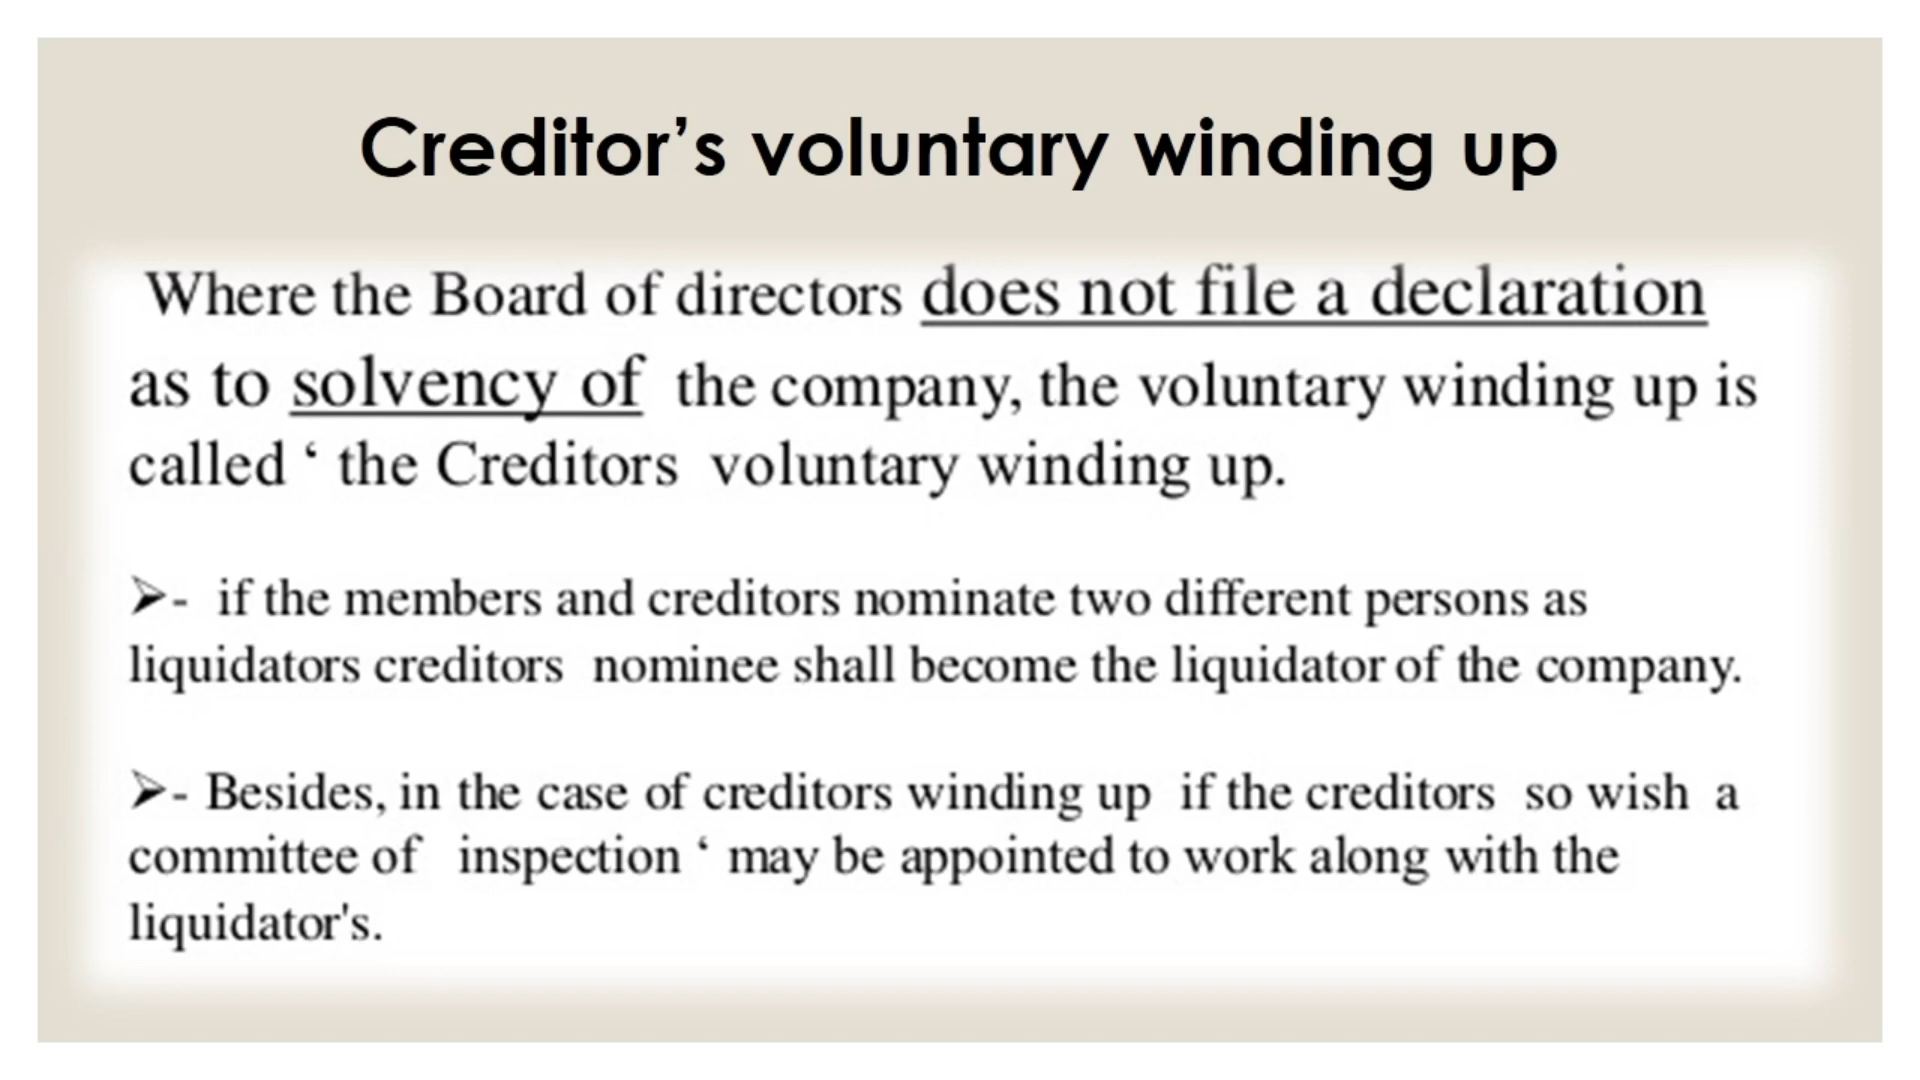 Creditor’s voluntary winding up
Where the Board of directors does not file a declaration
as to solvency of the company, the voluntary winding up is
called ‘ the Creditors voluntary winding up.
➢- if the members and creditors nominate two different persons as
liquidators creditors nominee shall become the liquidator of the company.
➢- Besides, in the case of creditors winding up if the creditors so wish a
committee of inspection ‘ may be appointed to work along with the
liquidator's.